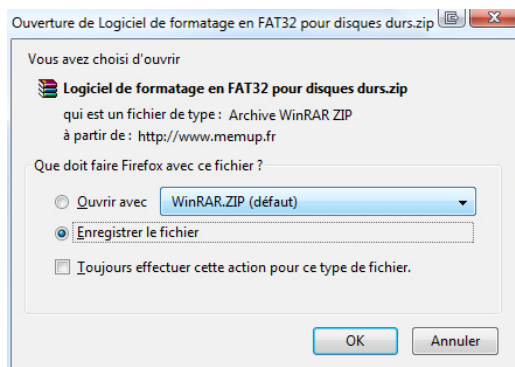 Ouverture de Logiciel de formatage en FAT32 pour disques durs.zip
Vous avez choisi d'ouvrir
Logiciel de formatage en FAT32 pour disques durs.zip
qui est un fichier de type : Archive WinRAR ZIP
à partir de : http://www.memup.fr
Que doit faire Firefox avec ce fichier ?
Ouvrir avec WinRAR.ZIP (défaut)
Enregistrer le fichier
Toujours effectuer cette action pour ce type de fichier.
OK Annuler